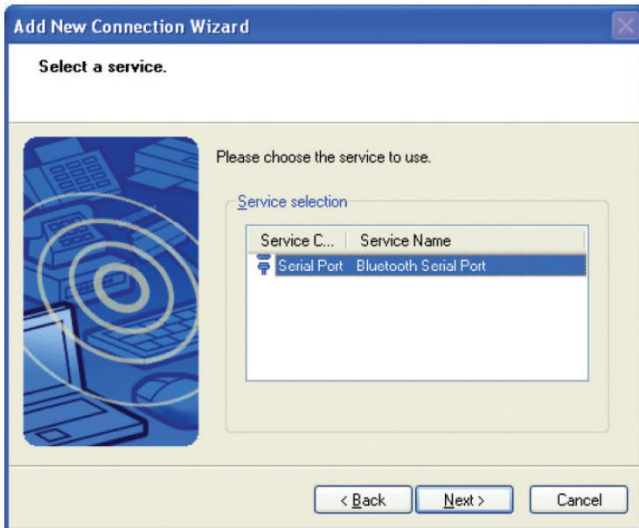 Add New Connection Wizard
Select a service.
Please choose the service to use.
Service selection
Service C... Service Name
Serial Port Bluetooth Serial Port
< Back Next > Cancel